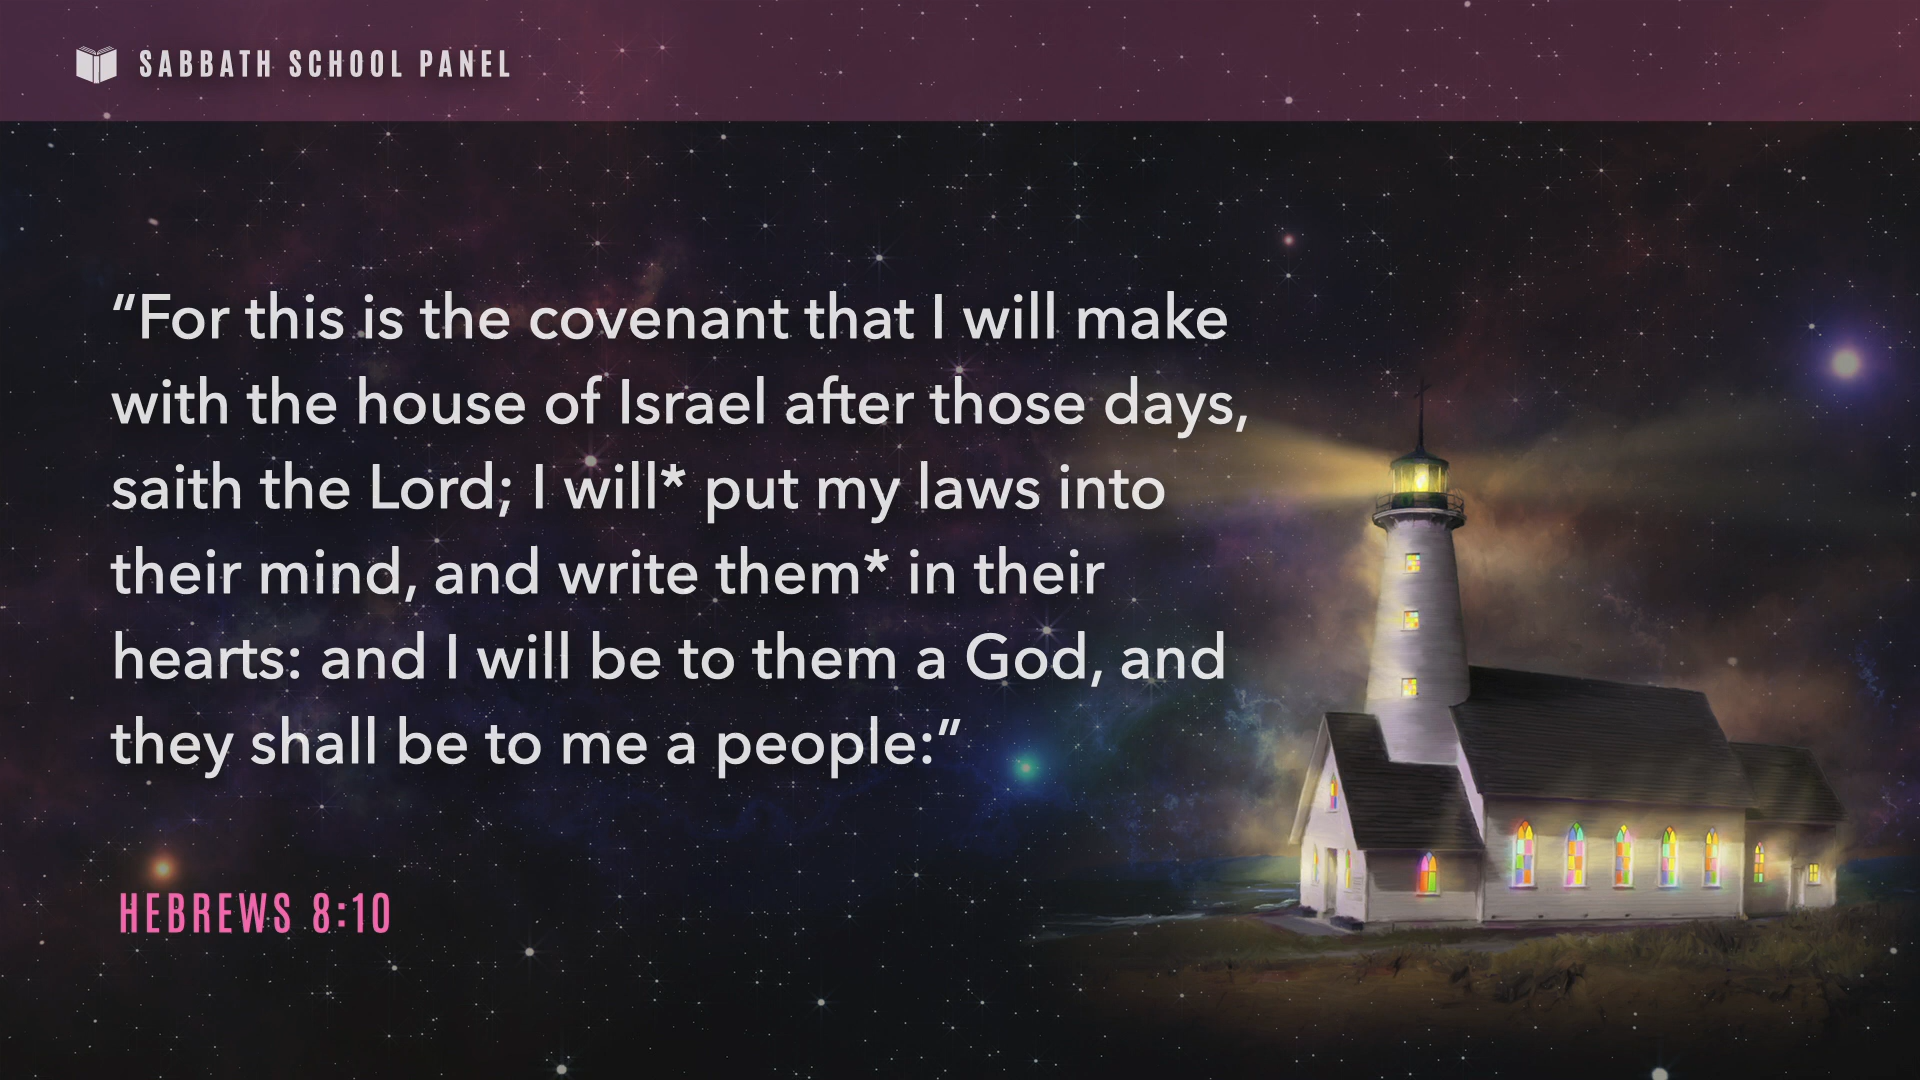 SABBATH SCHOOL PANEL
“For this is the covenant that I will make
with the house of Israel after those days,
saith the Lord; I will* put my laws into
their mind, and write them* in their
hearts: and I will be to them a God, and
they shall be to me a people:”
HEBREWS 8:10